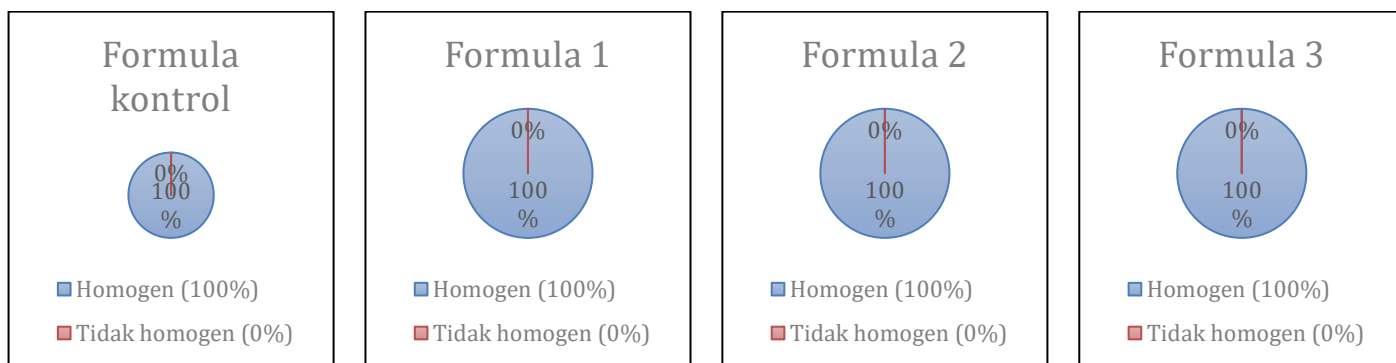 Formula
kontrol
0%
100
%
Homogen (100%)
Tidak homogen (0%)
Formula 1
0%
100
%
Homogen (100%)
Tidak homogen (0%)
Formula 2
0%
100
%
Homogen (100%)
Tidak homogen (0%)
Formula 3
0%
100
%
Homogen (100%)
Tidak homogen (0%)